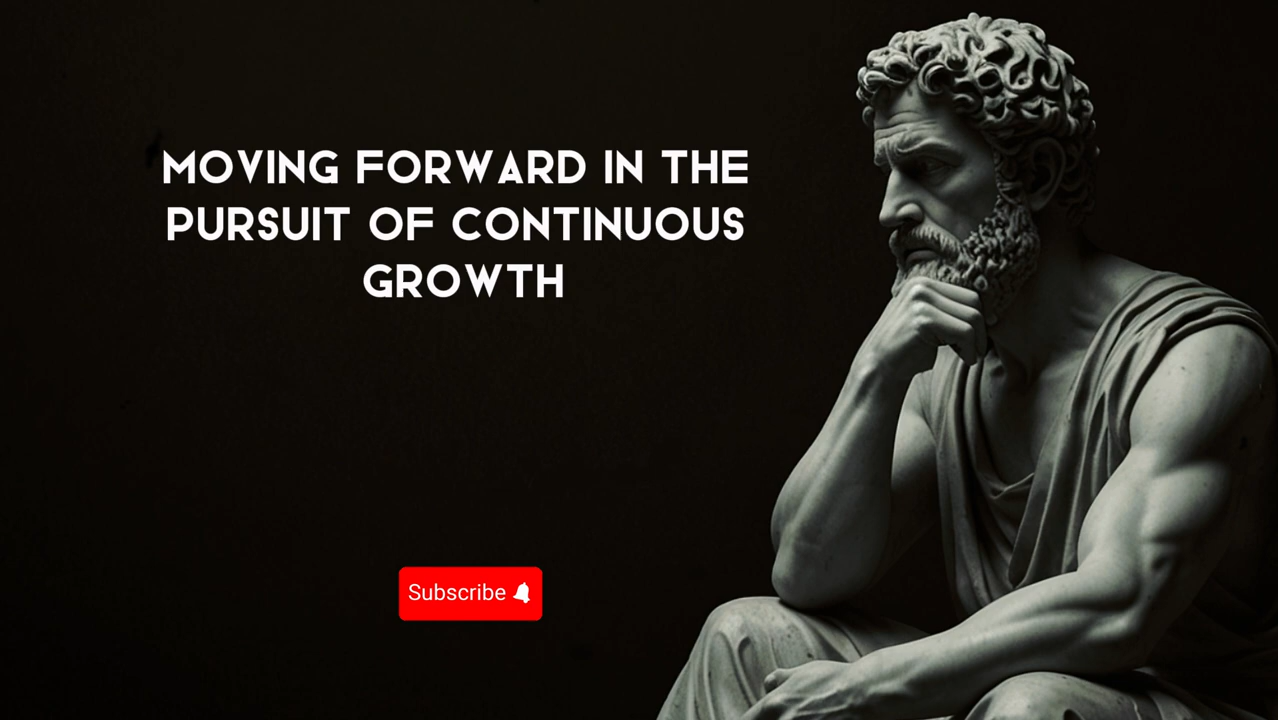 MOVING FORWARD IN THE
PURSUIT OF CONTINUOUS
GROWTH
Subscribe